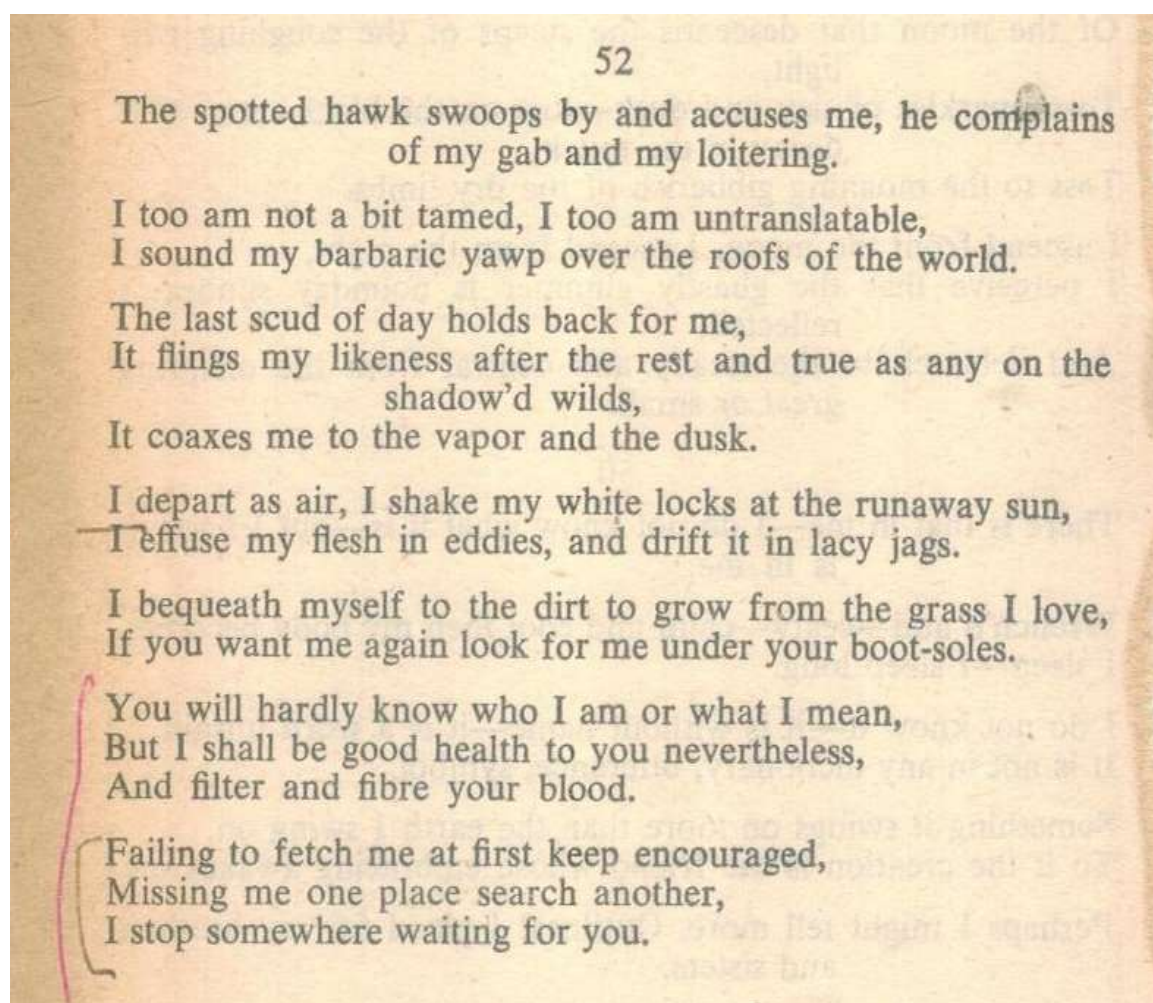 52
The spotted hawk swoops by and accuses me, he complains
of my gab and my loitering.
I too am not a bit tamed, I too am untranslatable,
I sound my barbaric yawp over the roofs of the world.
The last scud of day holds back for me,
It flings my likeness after the rest and true as any on the
shadow'd wilds,
It coaxes me to the vapor and the dusk.
I depart as air, I shake my white locks at the runaway sun,
I effuse my flesh in eddies, and drift it in lacy jags.
I bequeath myself to the dirt to grow from the grass I love,
If you want me again look for me under your boot-soles.
You will hardly know who I am or what I mean,
But I shall be good health to you nevertheless,
And filter and fibre your blood.
Failing to fetch me at first keep encouraged,
Missing me one place search another,
I stop somewhere waiting for you.